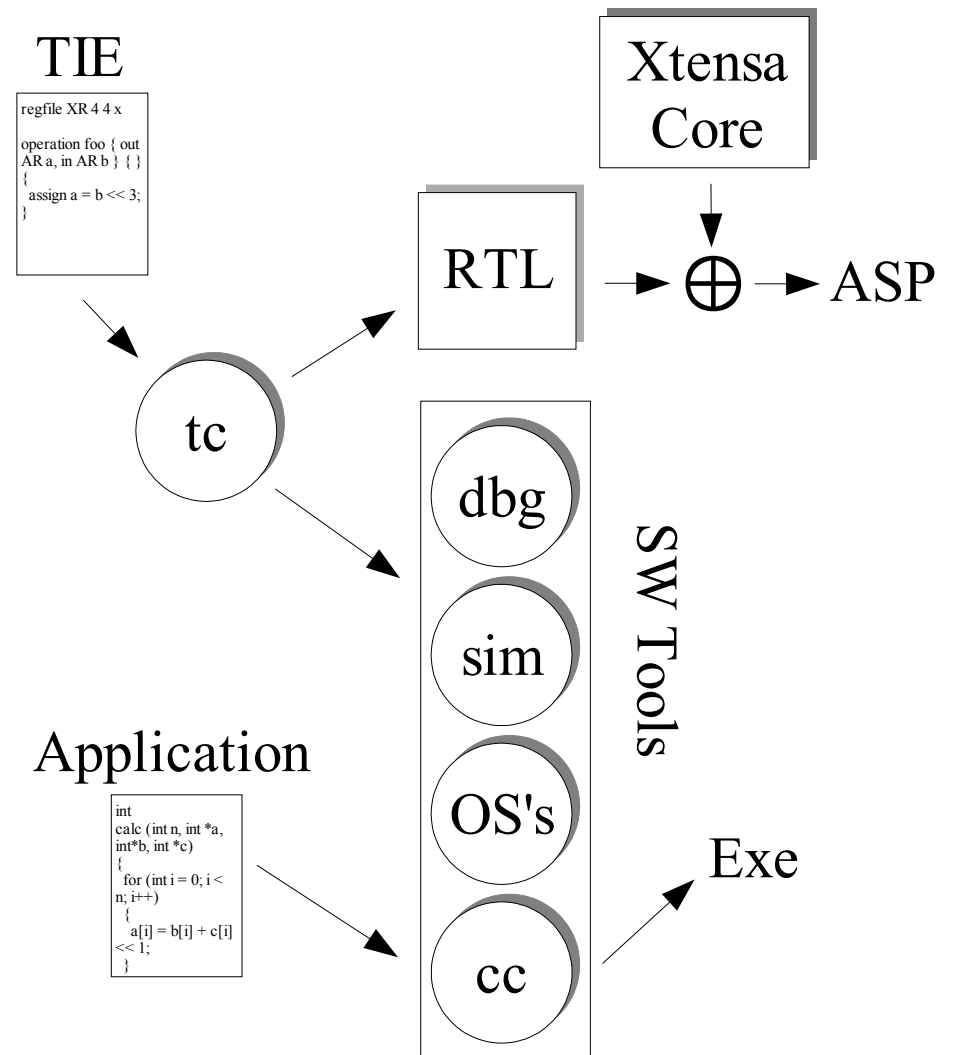 TIE
regfile XR 4 4 x
operation foo { out
AR a, in AR b } { }
{
assign a = b << 3;
}
Xtensa
Core
RTL
ASP
tc
dbg
sim
OS's
cc
SW Tools
Application
int
calc (int n, int *a,
int*b, int *c)
{
for (int i = 0; i <
n; i++)
{
a[i] = b[i] + c[i]
<< 1;
}
Exe